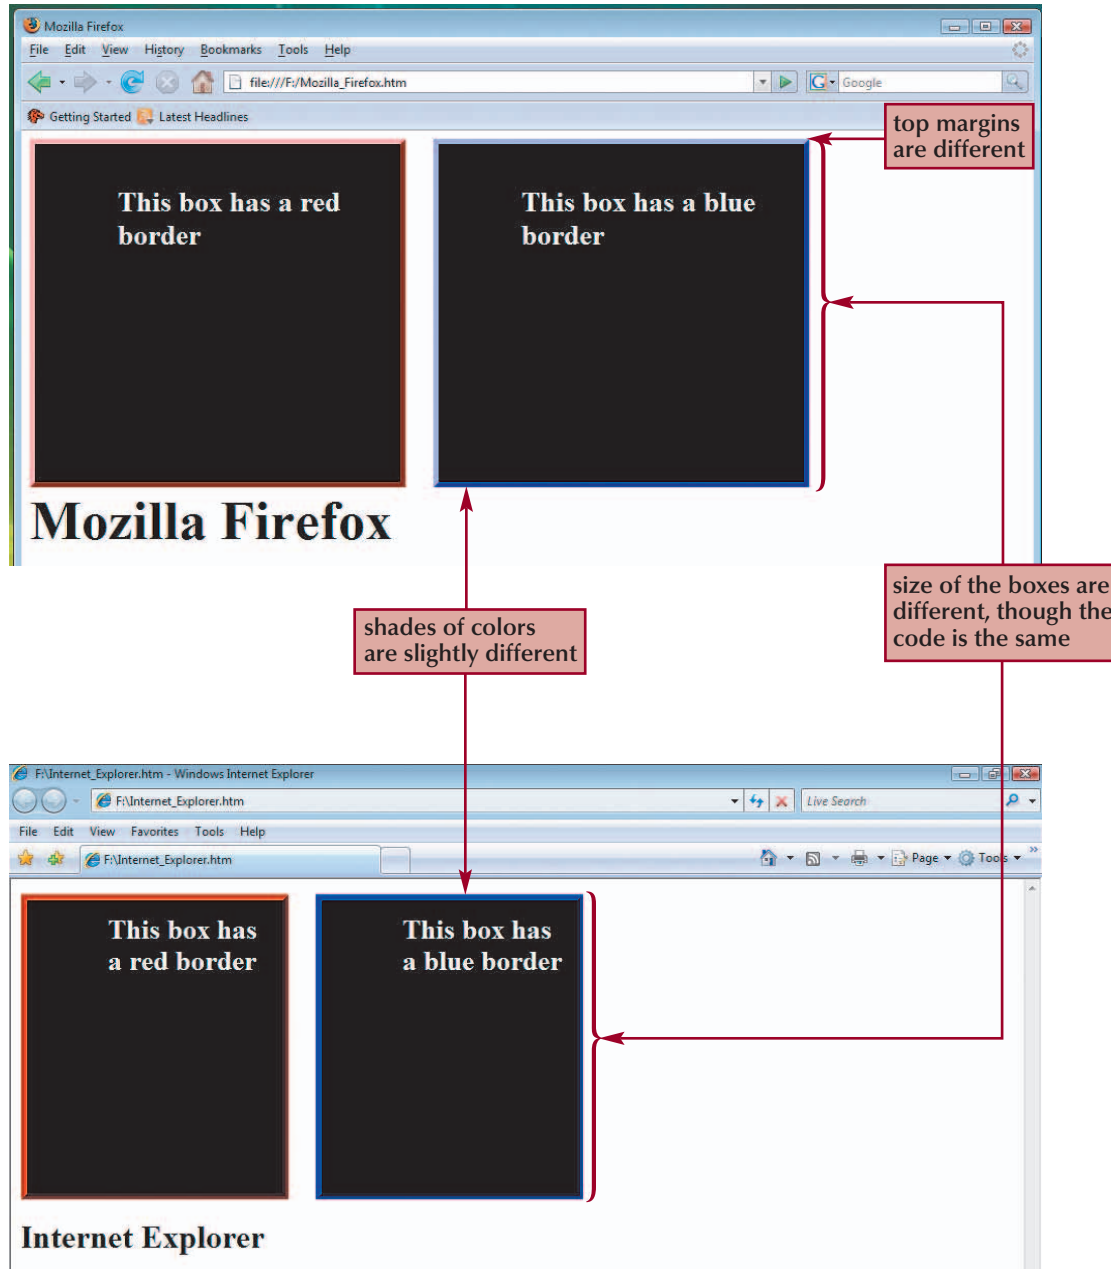 Mozilla Firefox
File Edit View History Bookmarks Tools Help
file:///F:/Mozilla_Firefox.htm
G Google
Getting Started Latest Headlines
top margins
are different
This box has a red
border
This box has a blue
border
Mozilla Firefox
size of the boxes are
different, though the
code is the same
shades of colors
are slightly different
F:\Internet_Explorer.htm - Windows Internet Explorer
F:\Internet_Explorer.htm
Live Search
File Edit View Favorites Tools Help
F:\Internet_Explorer.htm
Page Tools
This box has
a red border
This box has
a blue border
Internet Explorer